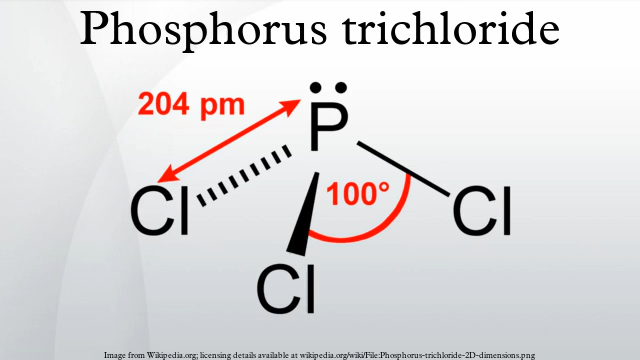 Phosphorus trichloride
204 pm
P
Cl
100°
Cl
Cl
Image from Wikipedia.org; licensing details available at wikipedia.org/wiki/File:Phosphorus-trichloride-2D-dimensions.png